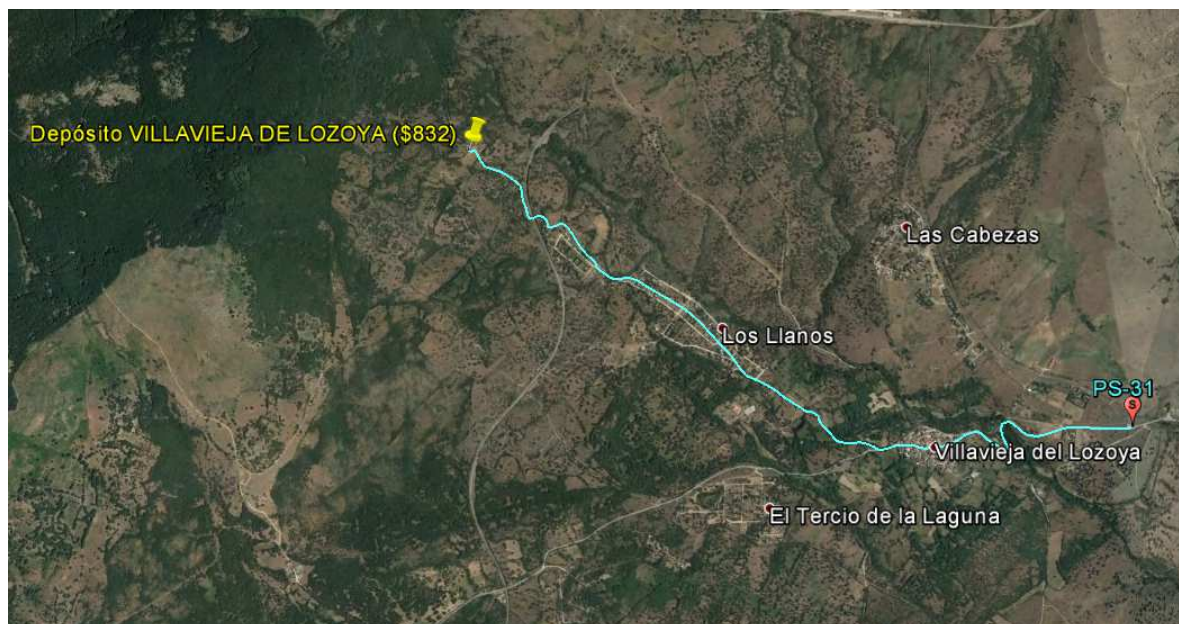 Depósito VILLAVIEJA DE LOZOYA ($832)
Las Cabezas
Los Llanos
PS-31
S
Villavieja del Lozoya
El Tercio de la Laguna